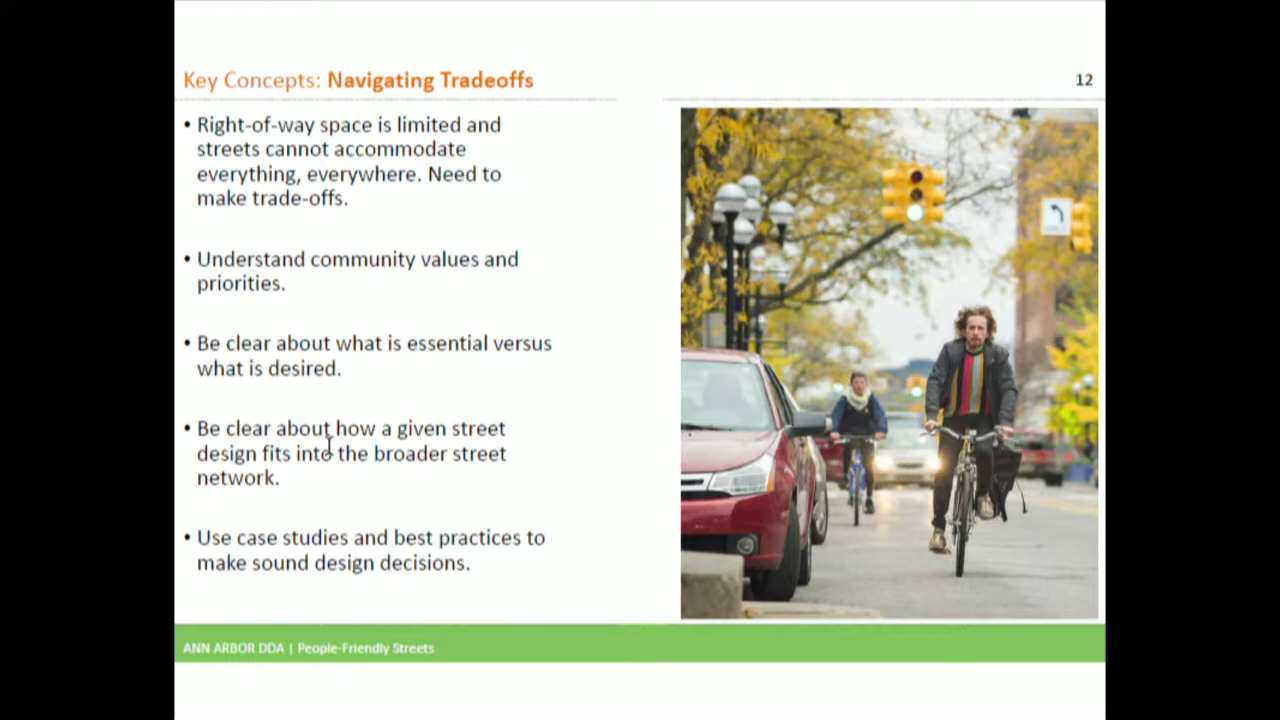 Key Concepts: Navigating Tradeoffs
12
• Right-of-way space is limited and
streets cannot accommodate
everything, everywhere. Need to
make trade-offs.
• Understand community values and
priorities.
• Be clear about what is essential versus
what is desired.
• Be clear about how a given street
design fits into the broader street
network.
• Use case studies and best practices to
make sound design decisions.
ANN ARBOR DDA | People-Friendly Streets